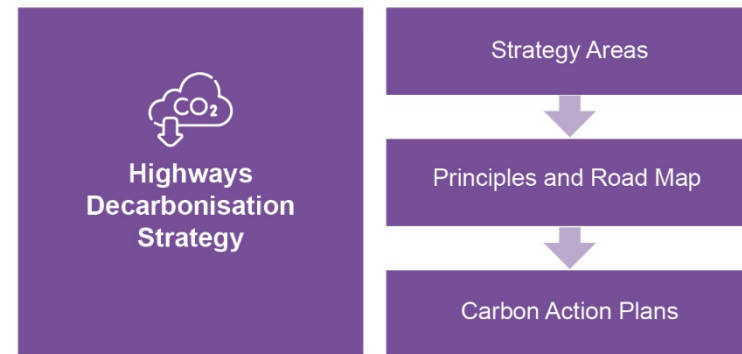 CO₂
Highways
Decarbonisation
Strategy
Strategy Areas
Principles and Road Map
Carbon Action Plans